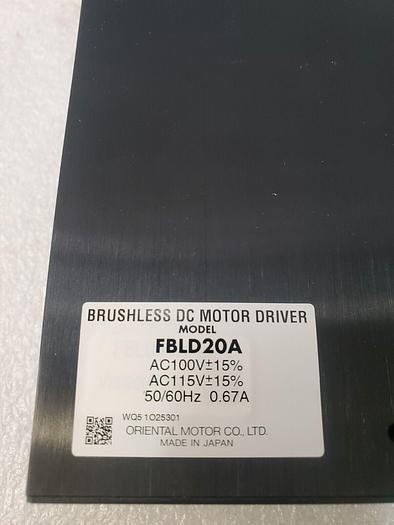 BRUSHLESS DC MOTOR DRIVER
MODEL
FBLD20A
AC100V±15%
AC115V±15%
50/60Hz 0.67A
WQ5 1O25301
ORIENTAL MOTOR CO., LTD.
MADE IN JAPAN